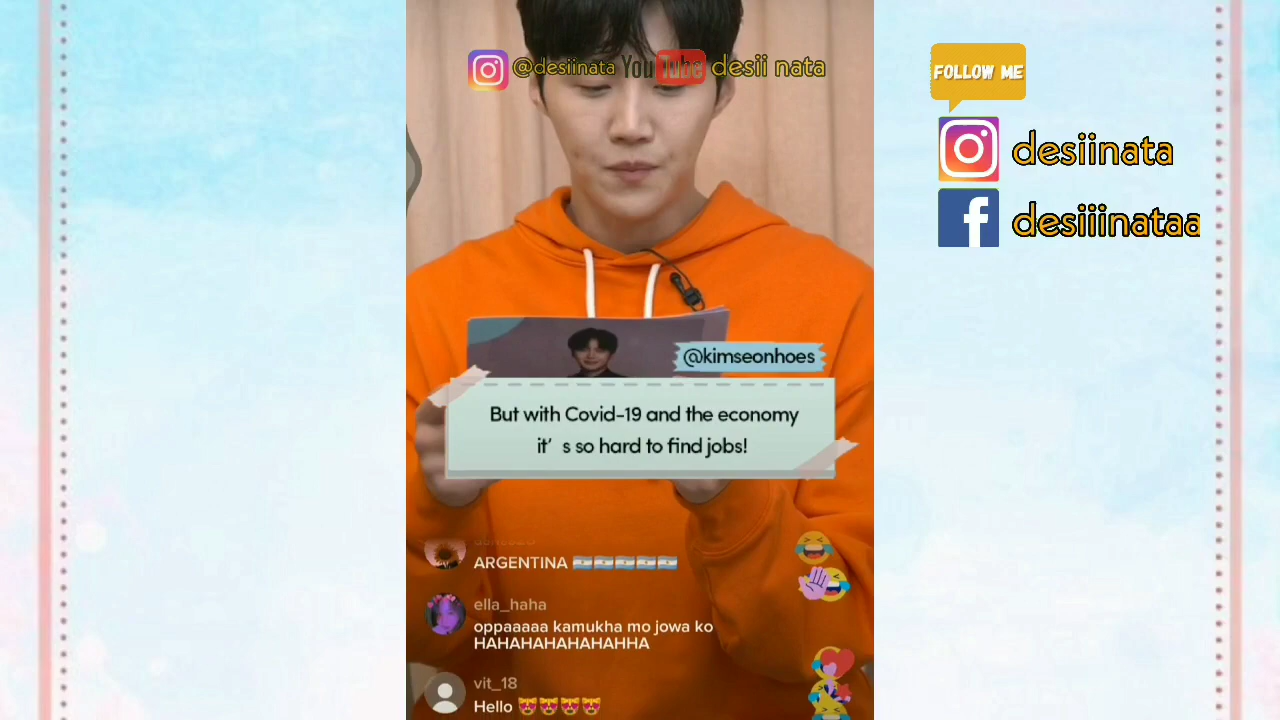 @desiinata YouTube desii nata
FOLLOW ME
desiinata
desiiinataa
@kimseonhoes
But with Covid-19 and the economy
it's so hard to find jobs!
ARGENTINA 🇦🇷🇦🇷🇦🇷🇦🇷🇦🇷
ella_haha
oppaaaaa kamukha mo jowa ko
HAHAHAHAHAHAHHA
vit_18
Hello 😻😻😻😻